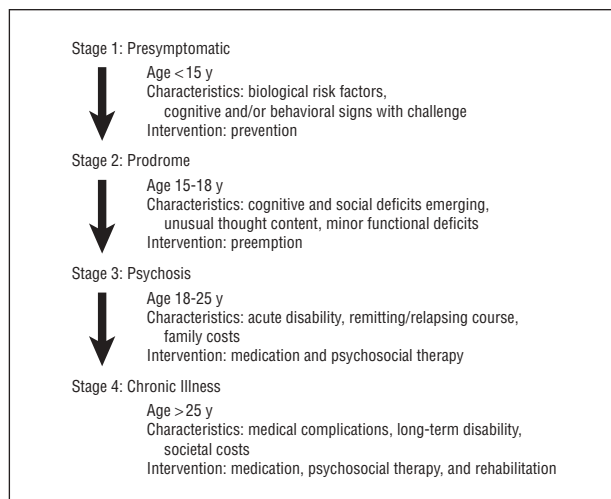 Stage 1: Presymptomatic
Age <15 y
Characteristics: biological risk factors,
cognitive and/or behavioral signs with challenge
Intervention: prevention
Stage 2: Prodrome
Age 15-18 y
Characteristics: cognitive and social deficits emerging,
unusual thought content, minor functional deficits
Intervention: preemption
Stage 3: Psychosis
Age 18-25 y
Characteristics: acute disability, remitting/relapsing course,
family costs
Intervention: medication and psychosocial therapy
Stage 4: Chronic Illness
Age >25 y
Characteristics: medical complications, long-term disability,
societal costs
Intervention: medication, psychosocial therapy, and rehabilitation